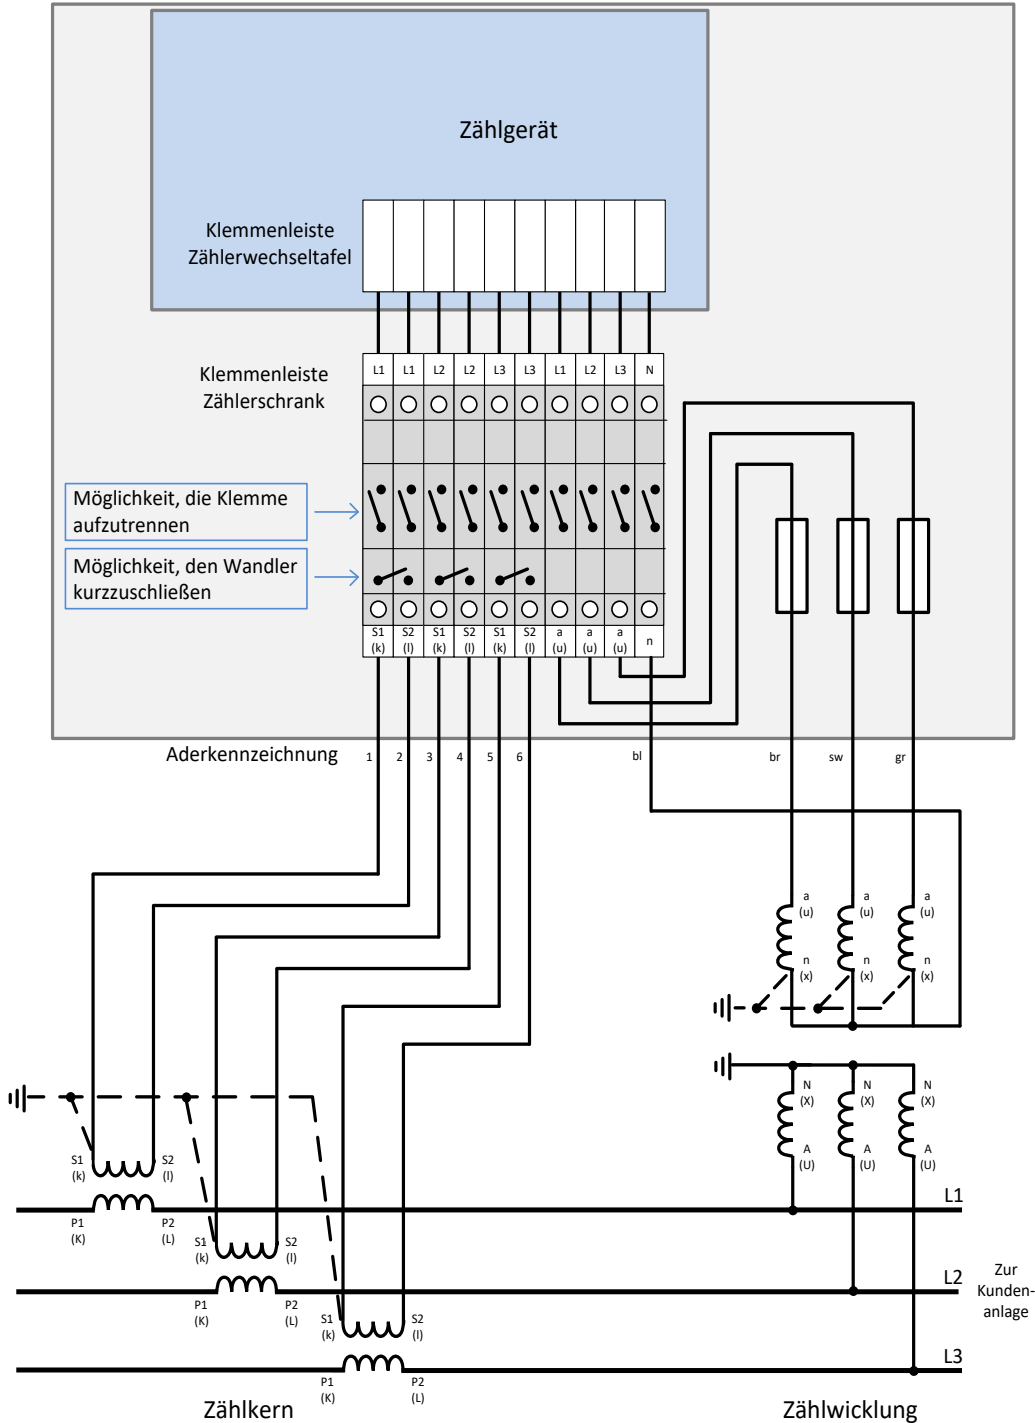 Zählgerät
Klemmenleiste
Zählerwechseltafel
Klemmenleiste
Zählerschrank
L1 L1 L2 L2 L3 L3 L1 L2 L3 N
Möglichkeit, die Klemme
aufzutrennen
Möglichkeit, den Wandler
kurzzuschließen
S1 S2 S1 S2 S1 S2 a a a n
(k) (l) (k) (l) (k) (l) (u) (u) (u)
Aderkennzeichnung 1 2 3 4 5 6 bl br sw gr
a a a
(u) (u) (u)
n n n
(x) (x) (x)
N N N
(X) (X) (X)
A A A
(U) (U) (U)
S1 S2
(k) (l)
L1
P1 P2
(K) (L)
S1 S2
(k) (l)
L2
P1 P2
(K) (L)
Zur
Kunden-
anlage
S1 S2
(k) (l)
L3
P1 P2
(K) (L)
Zählkern Zählwicklung